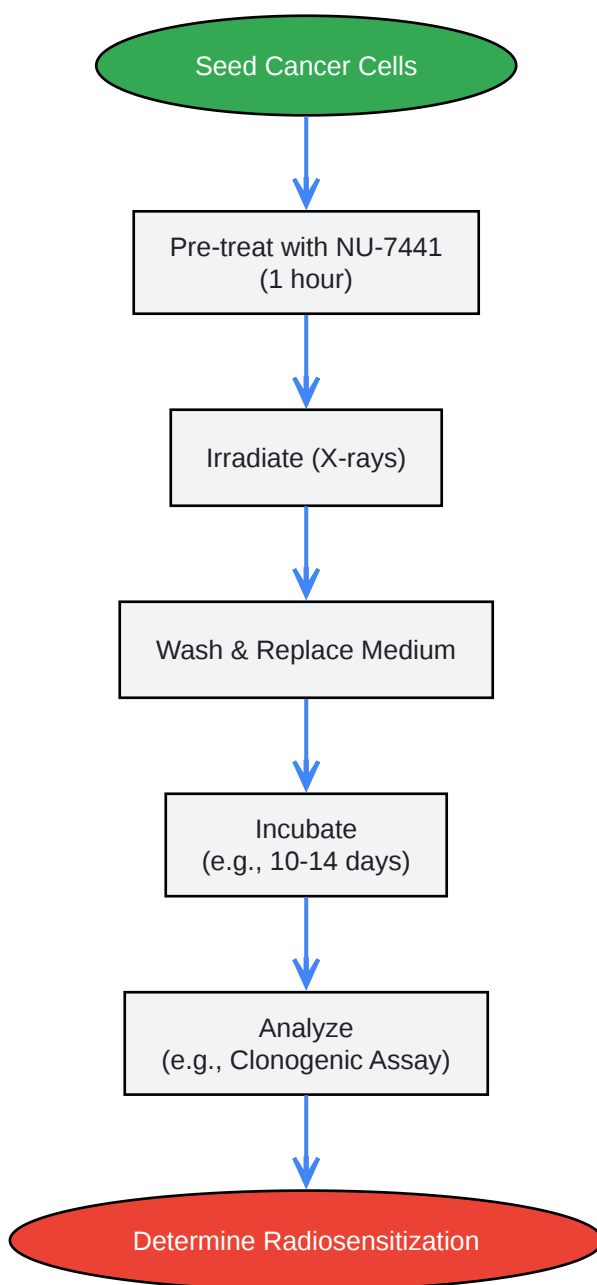 Seed Cancer Cells
Pre-treat with NU-7441
(1 hour)
Irradiate (X-rays)
Wash & Replace Medium
Incubate
(e.g., 10-14 days)
Analyze
(e.g., Clonogenic Assay)
Determine Radiosensitization